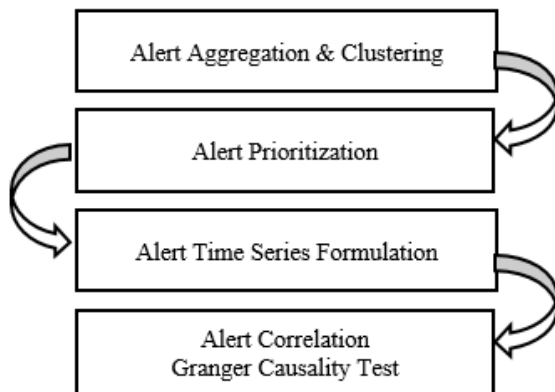 Alert Aggregation & Clustering
Alert Prioritization
Alert Time Series Formulation
Alert Correlation
Granger Causality Test